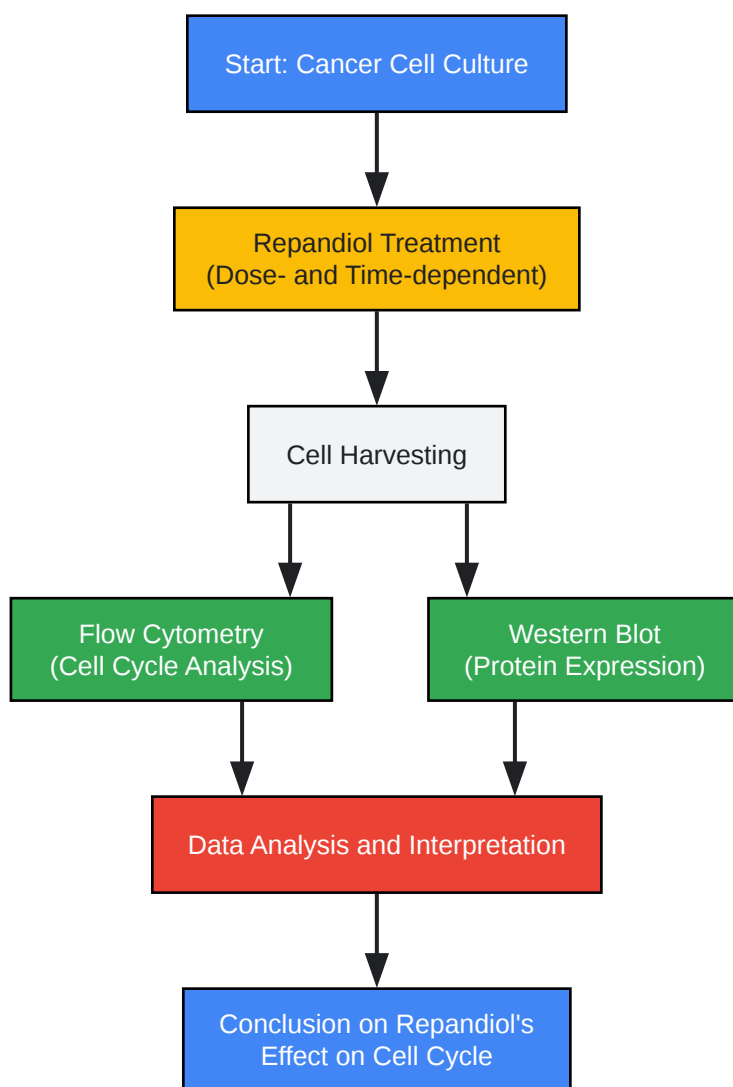 Start: Cancer Cell Culture
Repandiol Treatment
(Dose- and Time-dependent)
Cell Harvesting
Flow Cytometry
(Cell Cycle Analysis)
Western Blot
(Protein Expression)
Data Analysis and Interpretation
Conclusion on Repandiol's
Effect on Cell Cycle